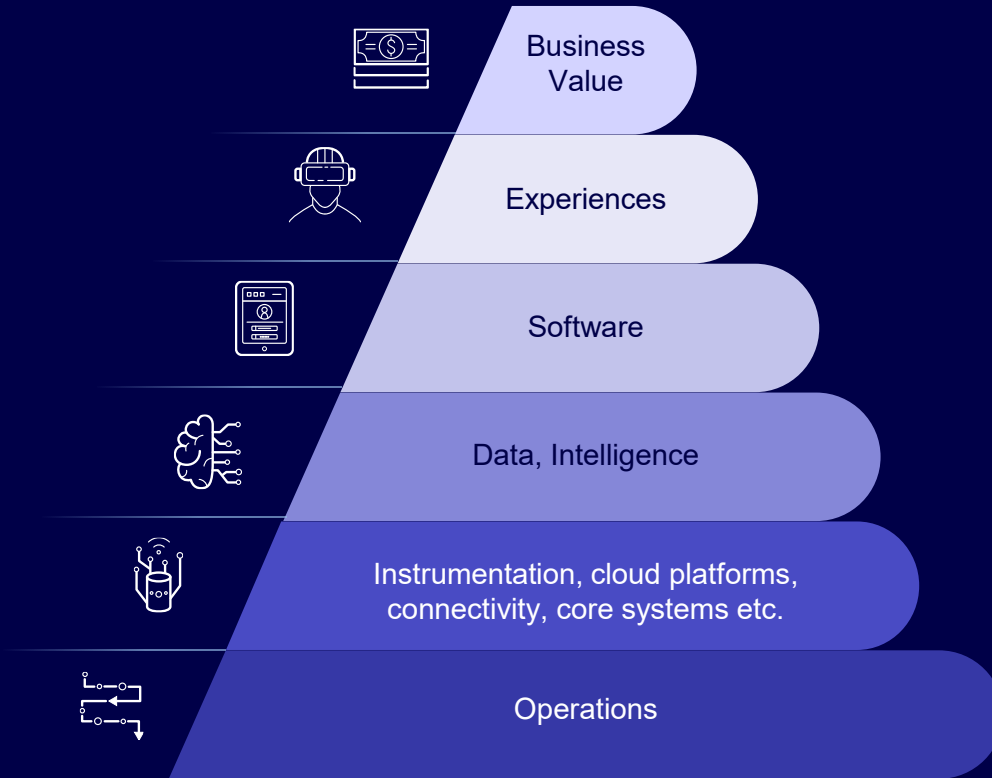 Business
Value
Experiences
Software
Data, Intelligence
Instrumentation, cloud platforms,
connectivity, core systems etc.
Operations